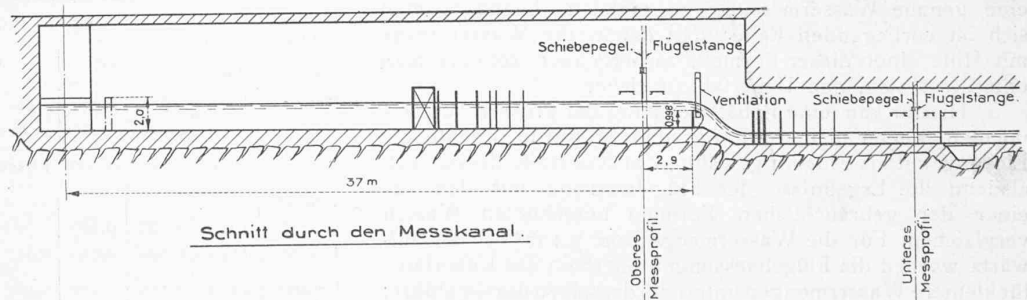 Schiebepegel. Flügelstange
Ventilation
Schiebepegel. Flügelstange.
2,0
0,998
2,9
37 m
Schnitt durch den Messkanal.
Oberes
Messprofil
unteres
Messprofil